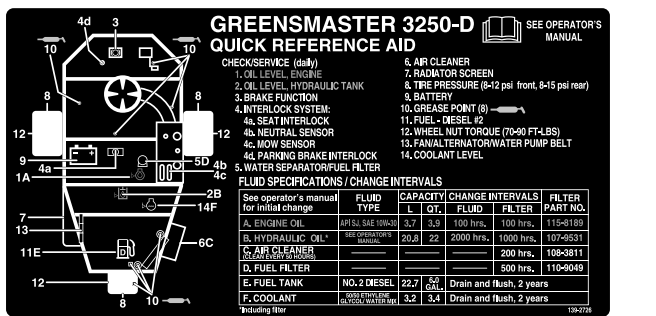 GREENSMASTER 3250-D
QUICK REFERENCE AID
SEE OPERATOR'S
MANUAL
CHECK/SERVICE (daily)
1. OIL LEVEL, ENGINE
2. OIL LEVEL, HYDRAULIC TANK
3. BRAKE FUNCTION
4. INTERLOCK SYSTEM:
4a. SEAT INTERLOCK
4b. NEUTRAL SENSOR
4c. MOW SENSOR
4d. PARKING BRAKE INTERLOCK
5. WATER SEPARATOR/FUEL FILTER
6. AIR CLEANER
7. RADIATOR SCREEN
8. TIRE PRESSURE (8-12 psi front, 8-15 psi rear)
9. BATTERY
10. GREASE POINT (8)
11. FUEL - DIESEL #2
12. WHEEL NUT TORQUE (70-90 FT-LBS)
13. FAN/ALTERNATOR/WATER PUMP BELT
14. COOLANT LEVEL
4d 3
10 10
8 8
12 12
9
4a
1A
5D
4b
4c
2B
14F
7
13
11E
6C
12
8
10
FLUID SPECIFICATIONS / CHANGE INTERVALS
See operator's manual for initial change | FLUID TYPE | CAPACITY L QT. | CHANGE INTERVALS FLUID FILTER | FILTER PART NO.
A. ENGINE OIL API SJ, SAE 10W-30 3.7 3.9 100 hrs. 100 hrs. 115-8189
B. HYDRAULIC OIL* SEE OPERATOR'S MANUAL 20.8 22 2000 hrs. 1000 hrs. 107-9531
C. AIR CLEANER (CLEAN EVERY 50 HOURS) 200 hrs. 108-3811
D. FUEL FILTER 500 hrs. 110-9049
E. FUEL TANK NO. 2 DIESEL 22.7 6.0 GAL. Drain and flush, 2 years
F. COOLANT 50/50 ETHYLENE GLYCOL/ WATER MIX 3.2 3.4 Drain and flush, 2 years
*Including filter
139-2726